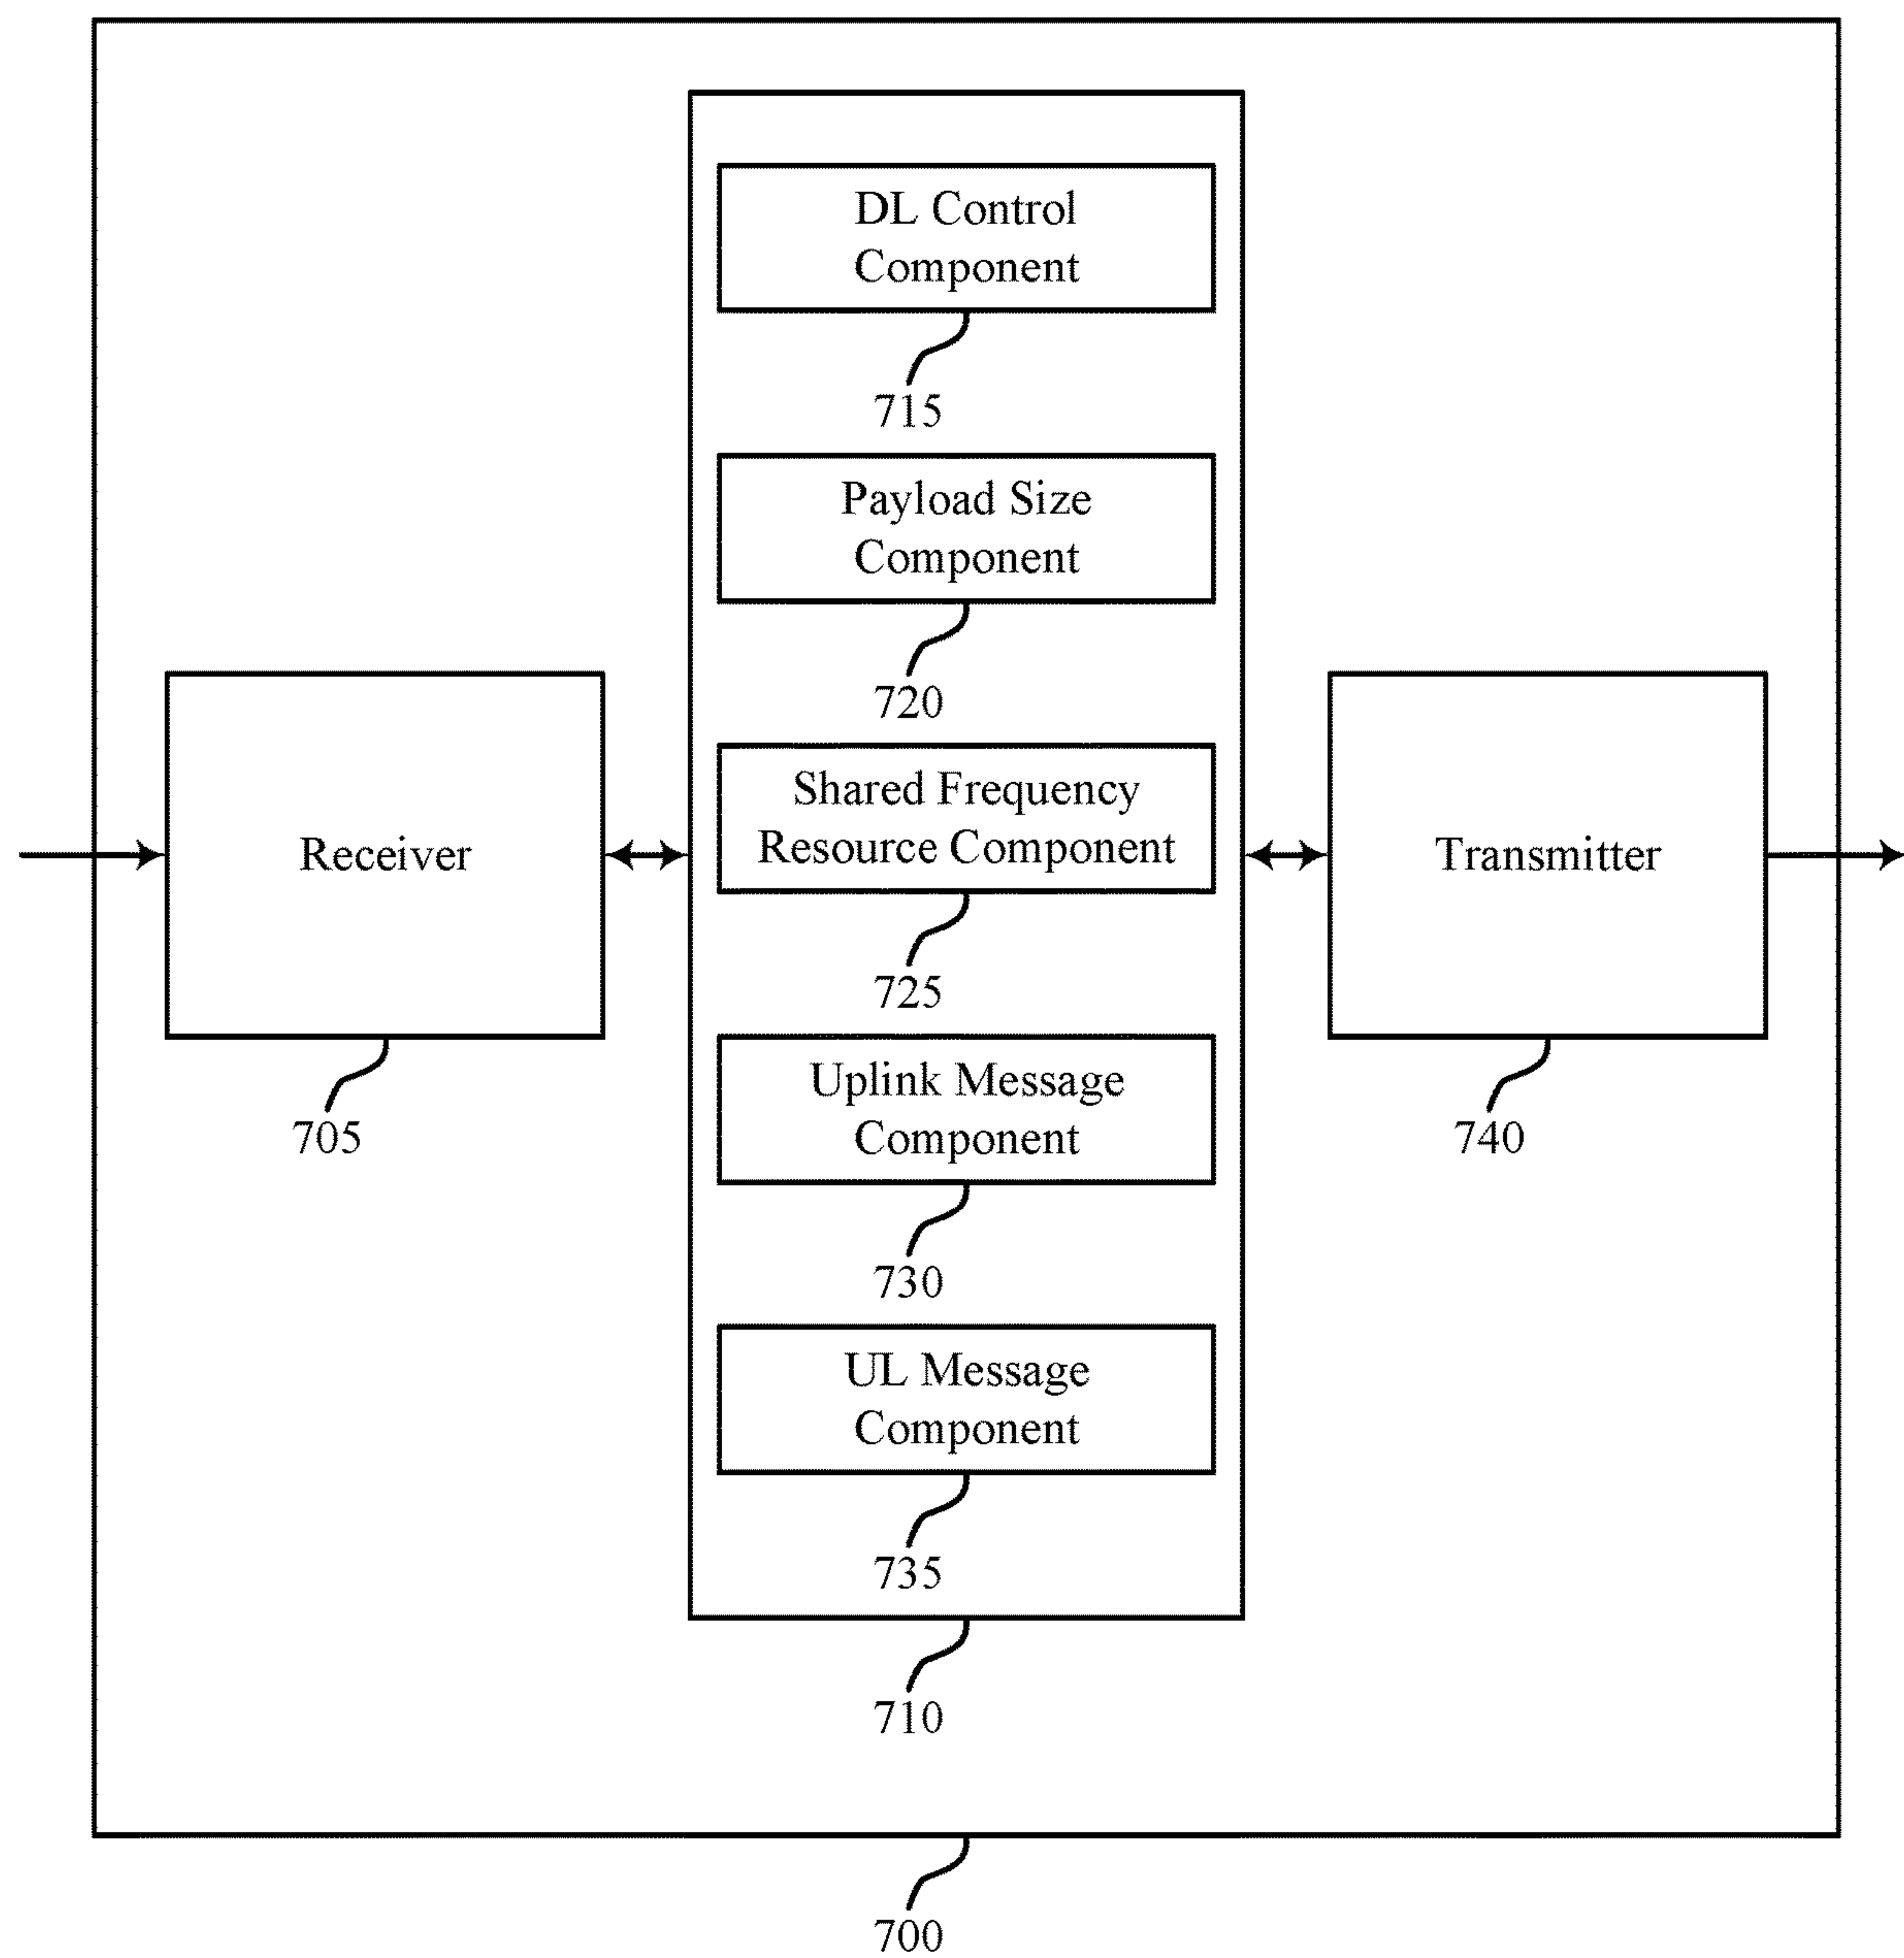 DL Control
Component
715
Payload Size
Component
720
Shared Frequency
Resource Component
725
Receiver
705
Transmitter
740
Uplink Message
Component
730
UL Message
Component
735
710
700